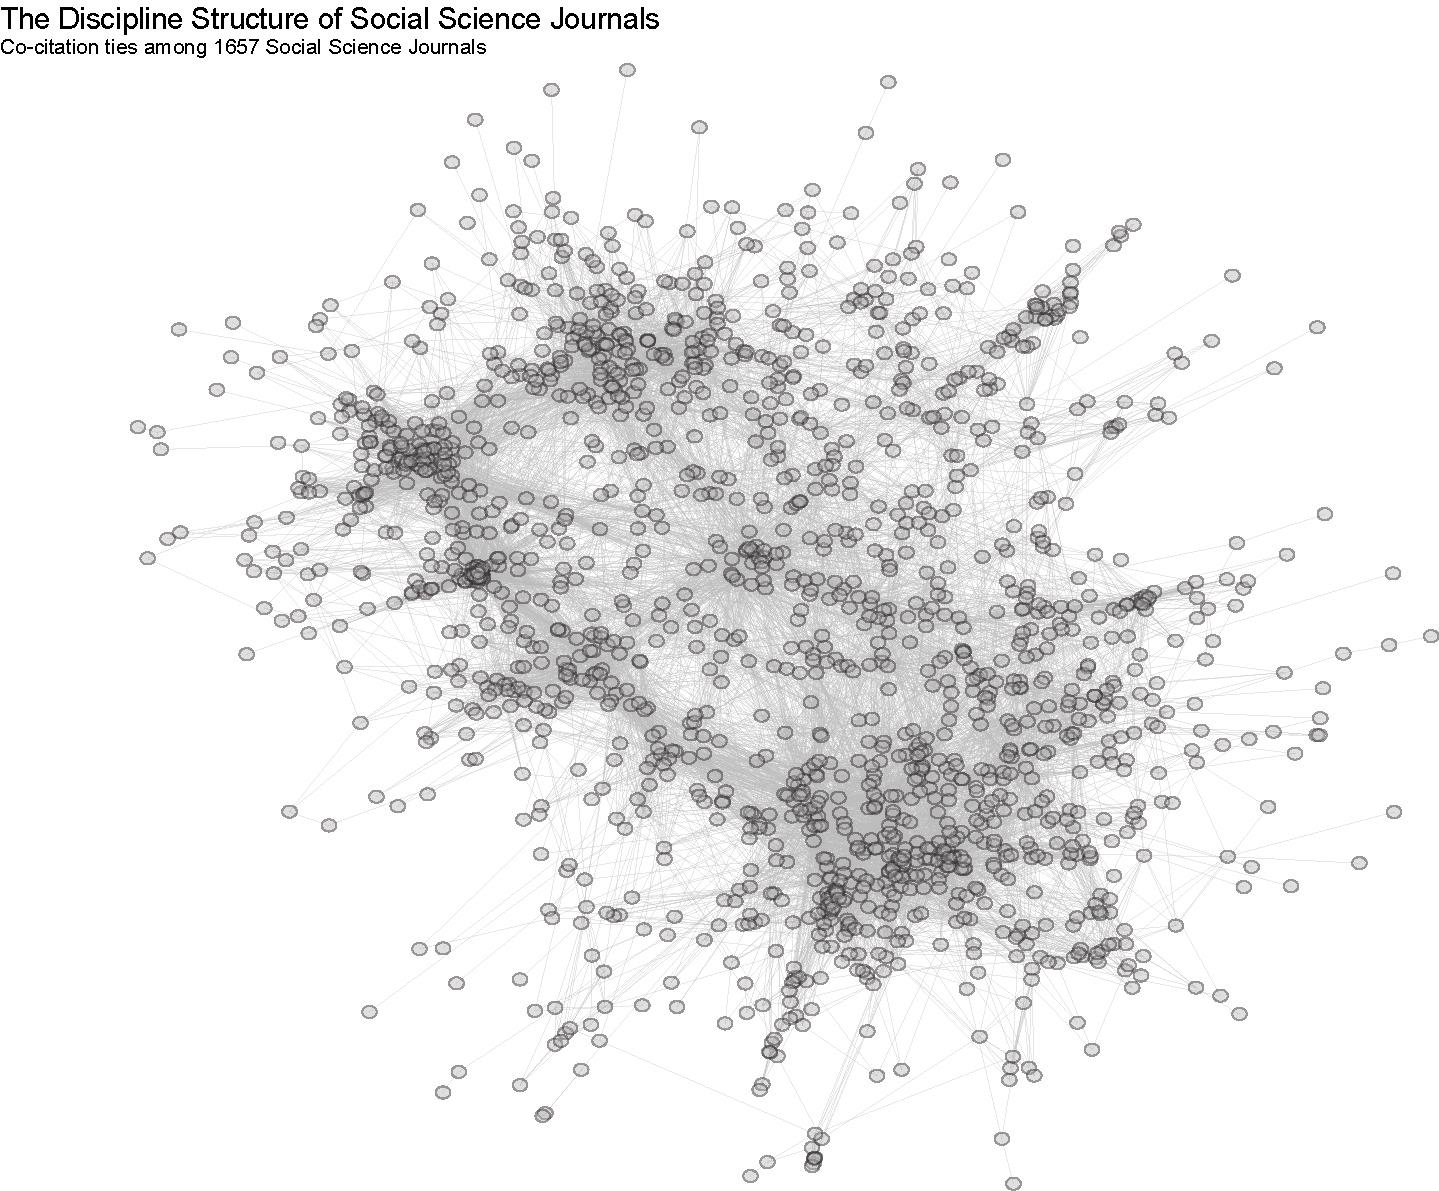 The Discipline Structure of Social Science Journals
Co-citation ties among 1657 Social Science Journals